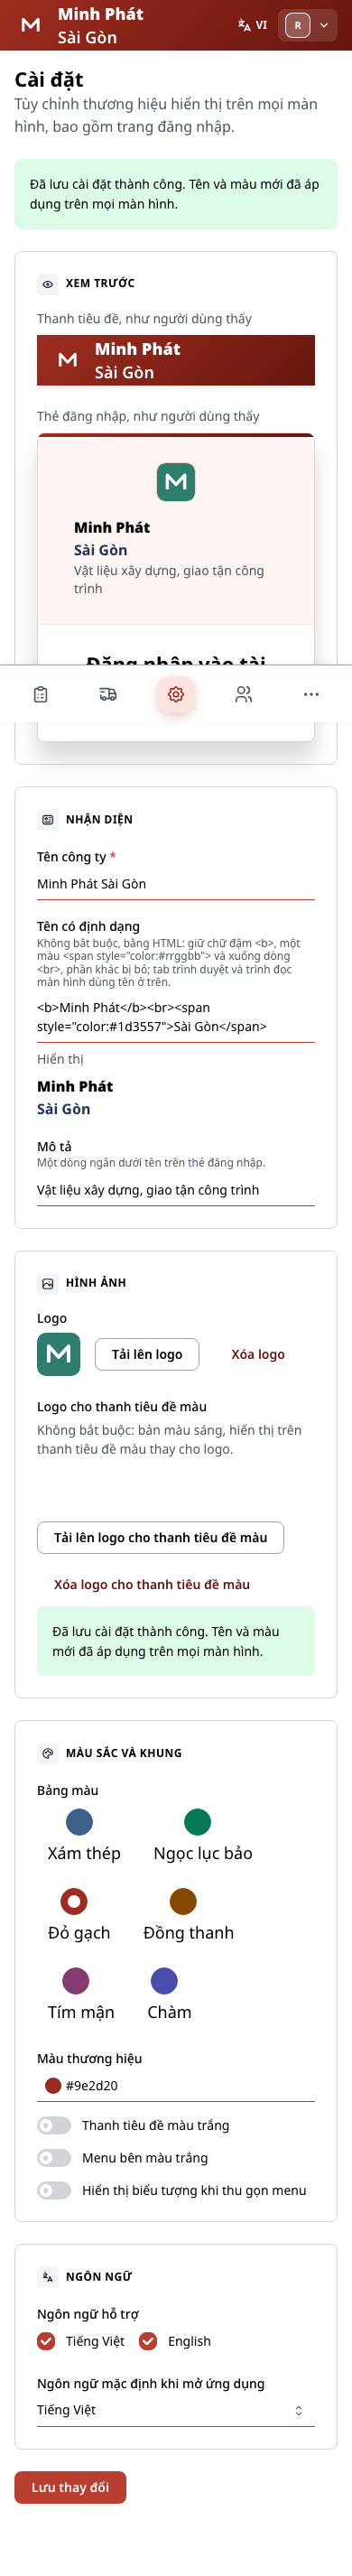 Minh Phát
Sài Gòn
VI
R
Cài đặt
Tùy chỉnh thương hiệu hiển thị trên mọi màn
hình, bao gồm trang đăng nhập.
Đã lưu cài đặt thành công. Tên và màu mới đã áp
dụng trên mọi màn hình.
XEM TRƯỚC
Thanh tiêu đề, như người dùng thấy
Minh Phát
Sài Gòn
Thẻ đăng nhập, như người dùng thấy
Minh Phát
Sài Gòn
Vật liệu xây dựng, giao tận công
trình
Đăng nhập vào tài
NHẬN DIỆN
Tên công ty *
Minh Phát Sài Gòn
Tên có định dạng
Không bắt buộc, bằng HTML: giữ chữ đậm <b>, một
màu <span style="color:#rrggbb"> và xuống dòng
<br>, phần khác bị bỏ; tab trình duyệt và trình đọc
màn hình dùng tên ở trên.
<b>Minh Phát</b><br><span
style="color:#1d3557">Sài Gòn</span>
Hiển thị
Minh Phát
Sài Gòn
Mô tả
Một dòng ngắn dưới tên trên thẻ đăng nhập.
Vật liệu xây dựng, giao tận công trình
HÌNH ẢNH
Logo
Tải lên logo
Xóa logo
Logo cho thanh tiêu đề màu
Không bắt buộc: bản màu sáng, hiển thị trên
thanh tiêu đề màu thay cho logo.
Tải lên logo cho thanh tiêu đề màu
Xóa logo cho thanh tiêu đề màu
Đã lưu cài đặt thành công. Tên và màu
mới đã áp dụng trên mọi màn hình.
MÀU SẮC VÀ KHUNG
Bảng màu
Xám thép
Ngọc lục bảo
Đỏ gạch
Đồng thanh
Tím mận
Chàm
Màu thương hiệu
#9e2d20
Thanh tiêu đề màu trắng
Menu bên màu trắng
Hiển thị biểu tượng khi thu gọn menu
NGÔN NGỮ
Ngôn ngữ hỗ trợ
Tiếng Việt
English
Ngôn ngữ mặc định khi mở ứng dụng
Tiếng Việt
Lưu thay đổi